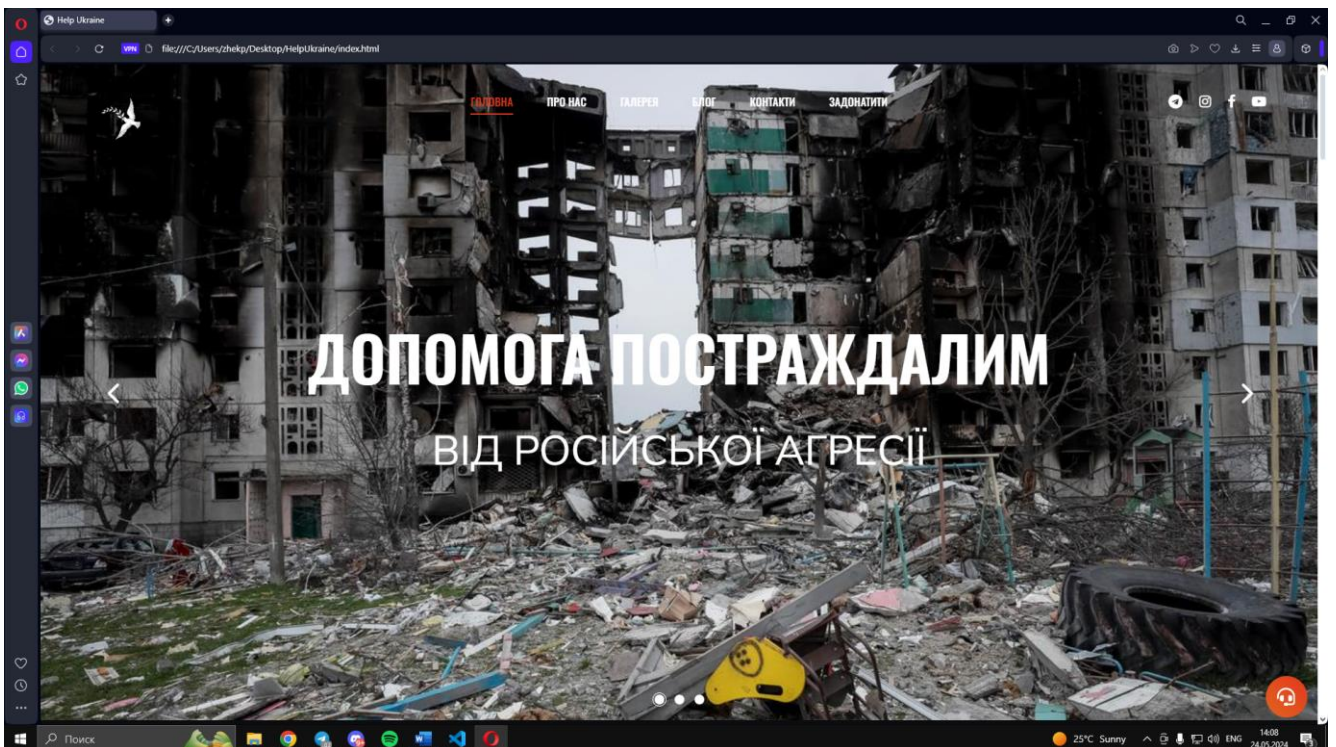 Help Ukraine
VPN
file:///C:/Users/zhekp/Desktop/HelpUkraine/index.html
ГОЛОВНА ПРО НАС ГАЛЕРЕЯ БЛОГ КОНТАКТИ ЗАДОНАТИТИ
ДОПОМОГА ПОСТРАЖДАЛИМ
ВІД РОСІЙСЬКОЇ АГРЕСІЇ
Поиск
25°C Sunny ENG 14:08
24.05.2024